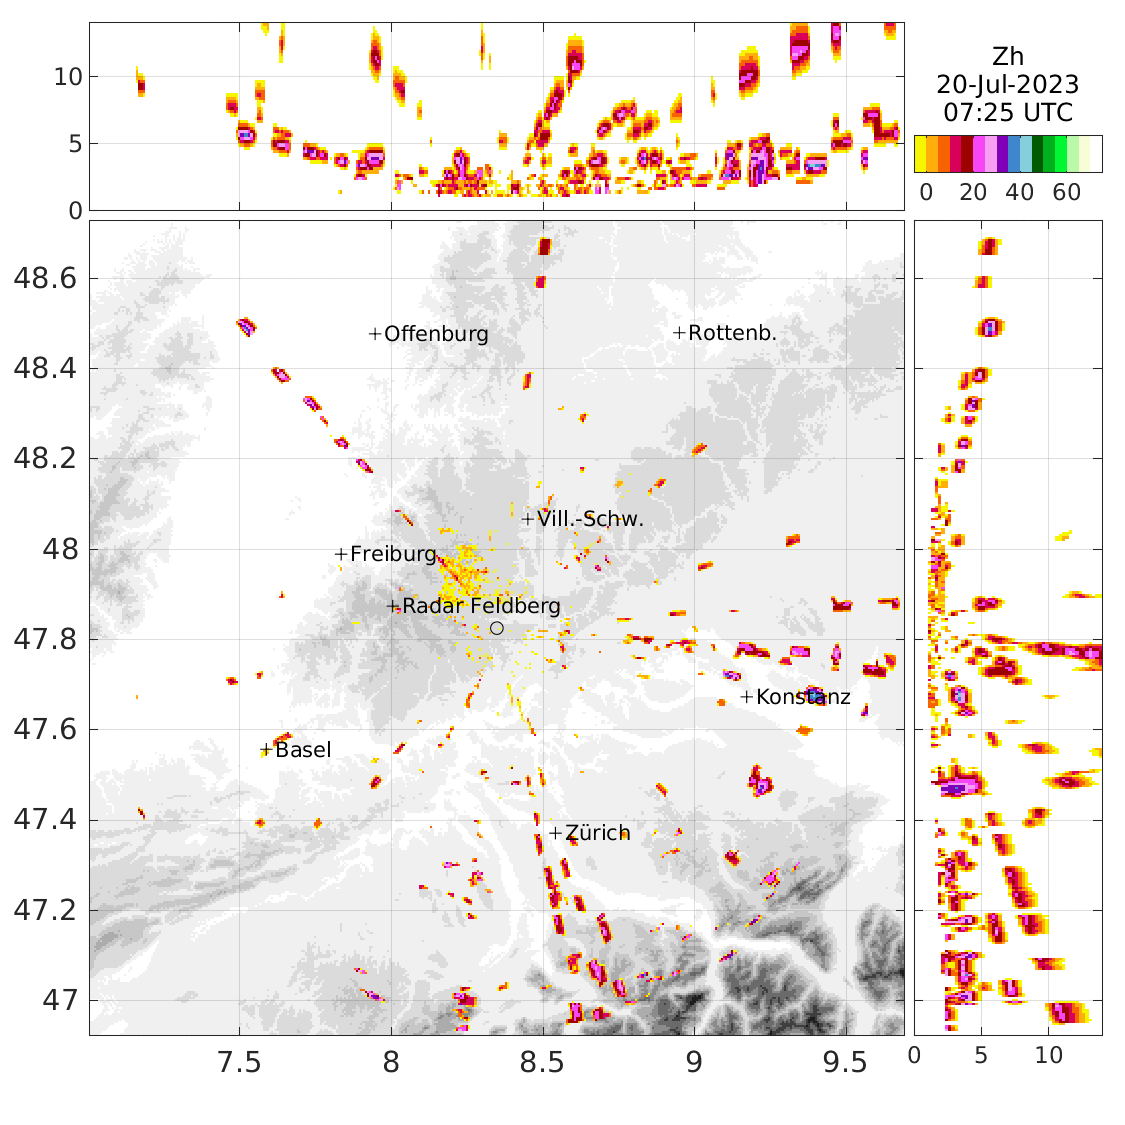 Zh
20-Jul-2023
07:25 UTC
0 20 40 60
10
5
0
48.6
48.4
48.2
48
47.8
47.6
47.4
47.2
47
+Offenburg
+Rottenb.
+Vill.-Schw.
+Freiburg
+Radar Feldberg
+Konstanz
+Basel
+Zürich
7.5 8 8.5 9 9.5
0 5 10